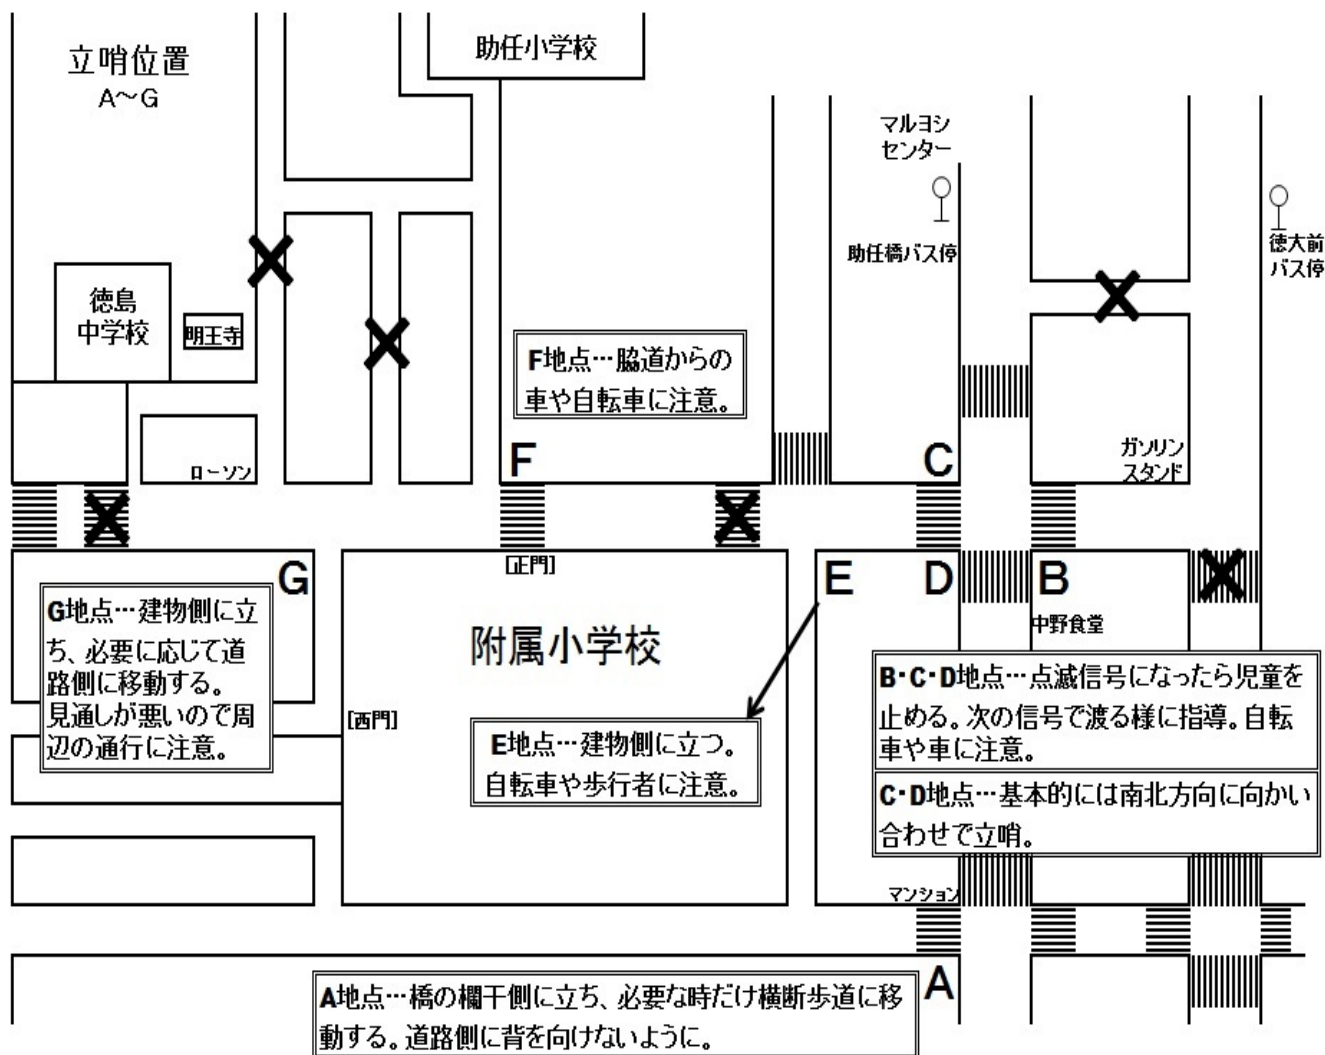 立哨位置
A～G
助任小学校
マルヨシ
センター
助任橋バス停
徳大前
バス停
徳島
中学校
明王寺
F地点…脇道からの
車や自転車に注意。
ローソン
F
C
ガソリン
スタンド
G
[正門]
E
D
B
中野食堂
附属小学校
G地点…建物側に立
ち、必要に応じて道
路側に移動する。
見通しが悪いので周
辺の通行に注意。
[西門]
E地点…建物側に立つ。
自転車や歩行者に注意。
B・C・D地点…点滅信号になったら児童を
止める。次の信号で渡る様に指導。自転
車や車に注意。
C・D地点…基本的には南北方向に向かい
合わせで立哨。
マンション
A
A地点…橋の欄干側に立ち、必要な時だけ横断歩道に移
動する。道路側に背を向けないように。